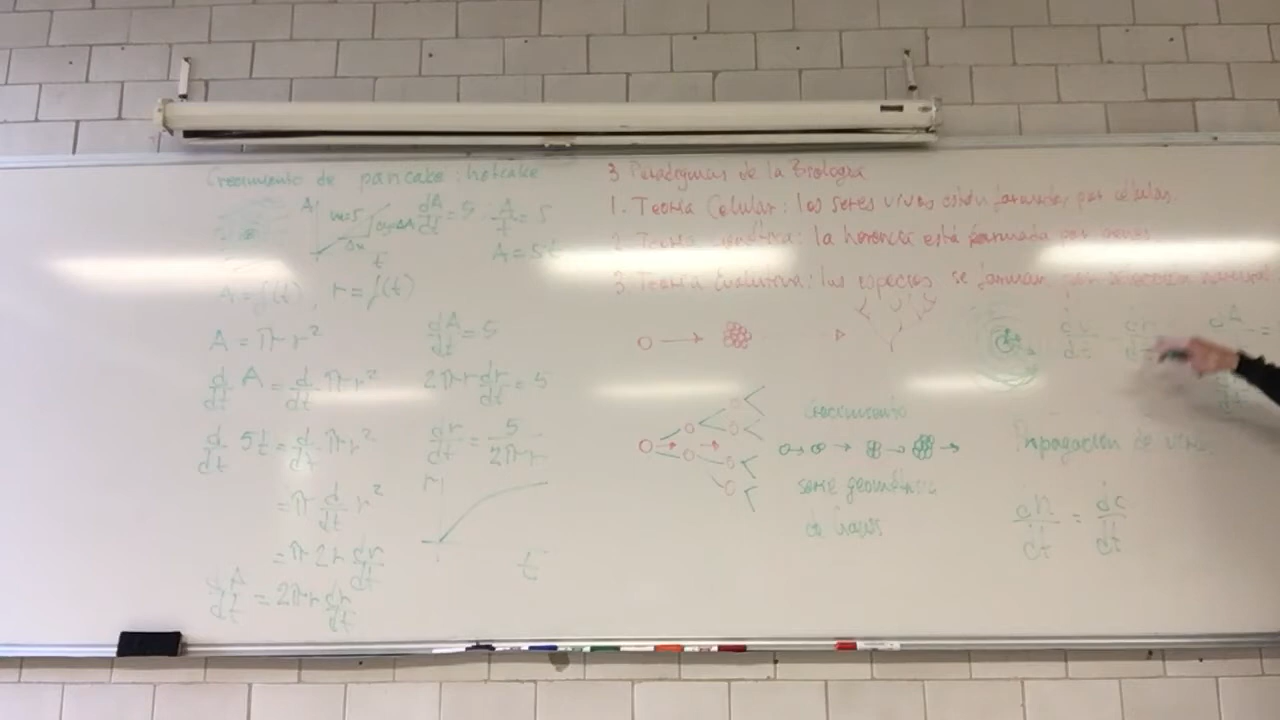 Crecimiento de pancake : hotcake
A m=5 dA/dt = 5 A/t = 5
Δx t A = 5t
A = f(t), r = f(t)
A = πr²
dA/dt = 5
d/dt A = d/dt πr²
2πr dr/dt = 5
d/dt 5t = d/dt πr²
dr/dt = 5/2πr
= π d/dt r²
r
t
= π2r dr/dt
dA/dt = 2πr dr/dt
3 Paradigmas de la Biología
1. Teoría Celular: los seres vivos están formados por células.
2. Teoría Genética: la herencia está formada por genes
3. Teoría Evolutiva: las especies se forman por selección natural
crecimiento
serie geométrica
de
Propagación de
dn/dt = dc/dt
dA =